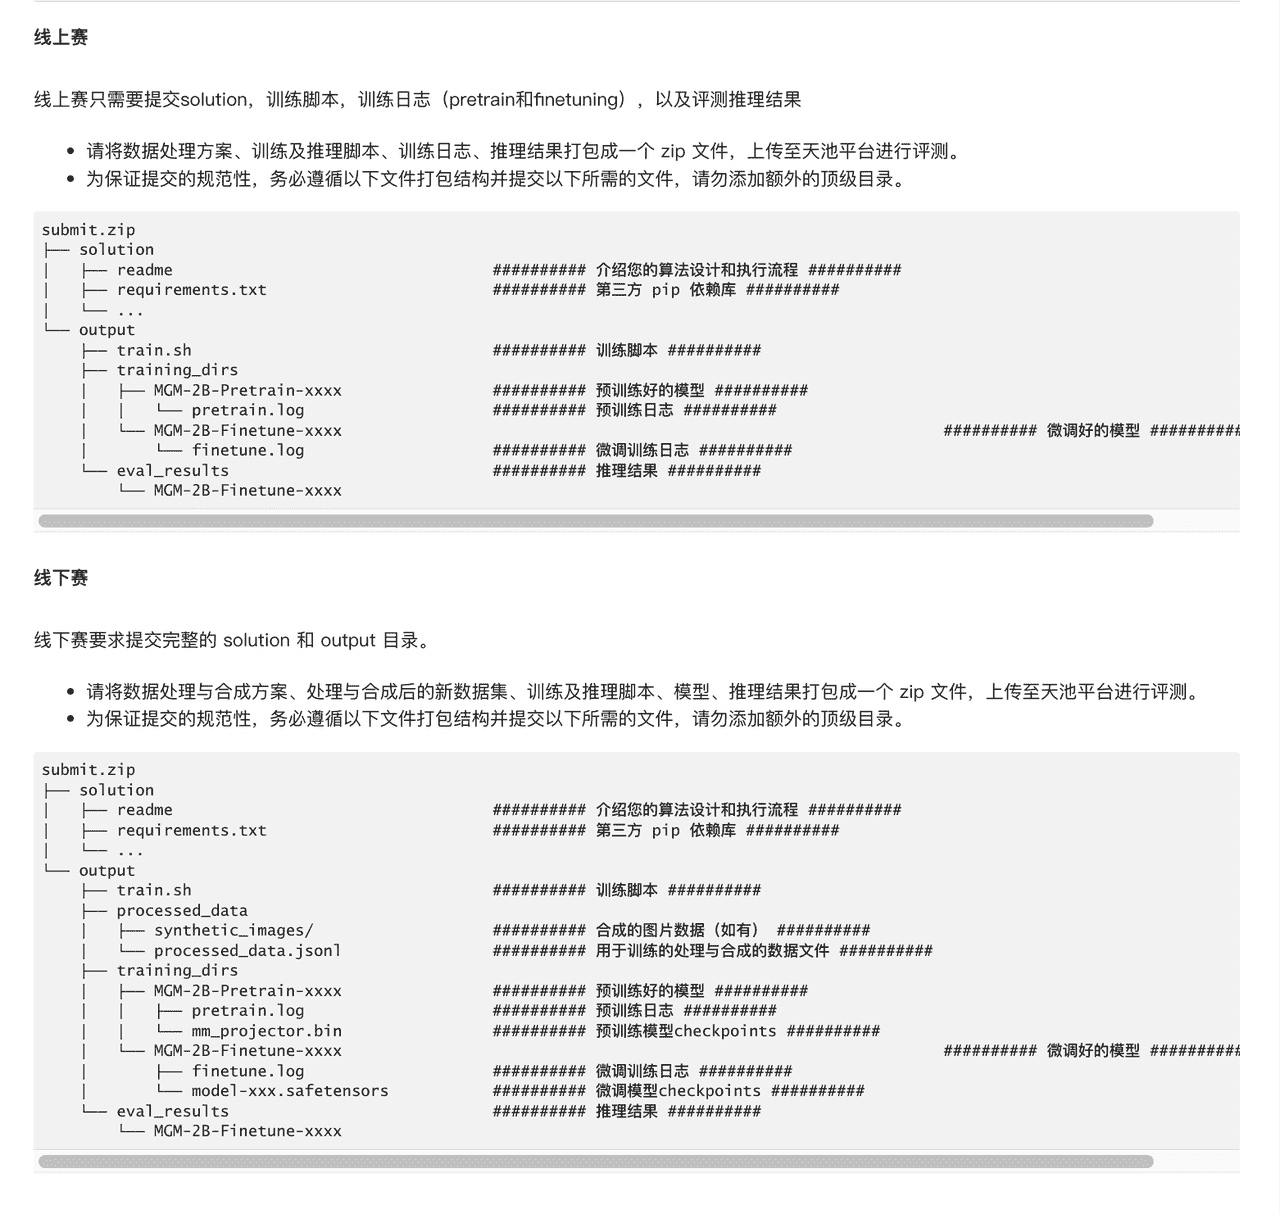 线上赛
线上赛只需要提交solution，训练脚本，训练日志（pretrain和finetuning），以及评测推理结果
• 请将数据处理方案、训练及推理脚本、训练日志、推理结果打包成一个 zip 文件，上传至天池平台进行评测。
• 为保证提交的规范性，务必遵循以下文件打包结构并提交以下所需的文件，请勿添加额外的顶级目录。
submit.zip
├── solution
│   ├── readme                                  ########## 介绍您的算法设计和执行流程 ##########
│   ├── requirements.txt                        ########## 第三方 pip 依赖库 ##########
│   └── ...
└── output
    ├── train.sh                                ########## 训练脚本 ##########
    ├── training_dirs
    │   ├── MGM-2B-Pretrain-xxxx                ########## 预训练好的模型 ##########
    │   │   └── pretrain.log                    ########## 预训练日志 ##########
    │   └── MGM-2B-Finetune-xxxx                                                                ########## 微调好的模型 ##########
    │       └── finetune.log                    ########## 微调训练日志 ##########
    └── eval_results                            ########## 推理结果 ##########
        └── MGM-2B-Finetune-xxxx
线下赛
线下赛要求提交完整的 solution 和 output 目录。
• 请将数据处理与合成方案、处理与合成后的新数据集、训练及推理脚本、模型、推理结果打包成一个 zip 文件，上传至天池平台进行评测。
• 为保证提交的规范性，务必遵循以下文件打包结构并提交以下所需的文件，请勿添加额外的顶级目录。
submit.zip
├── solution
│   ├── readme                                  ########## 介绍您的算法设计和执行流程 ##########
│   ├── requirements.txt                        ########## 第三方 pip 依赖库 ##########
│   └── ...
└── output
    ├── train.sh                                ########## 训练脚本 ##########
    ├── processed_data
    │   ├── synthetic_images/                   ########## 合成的图片数据（如有） ##########
    │   └── processed_data.jsonl                ########## 用于训练的处理与合成的数据文件 ##########
    ├── training_dirs
    │   ├── MGM-2B-Pretrain-xxxx                ########## 预训练好的模型 ##########
    │   │   ├── pretrain.log                    ########## 预训练日志 ##########
    │   │   └── mm_projector.bin                ########## 预训练模型checkpoints ##########
    │   └── MGM-2B-Finetune-xxxx                                                                ########## 微调好的模型 ##########
    │       ├── finetune.log                    ########## 微调训练日志 ##########
    │       └── model-xxx.safetensors           ########## 微调模型checkpoints ##########
    └── eval_results                            ########## 推理结果 ##########
        └── MGM-2B-Finetune-xxxx